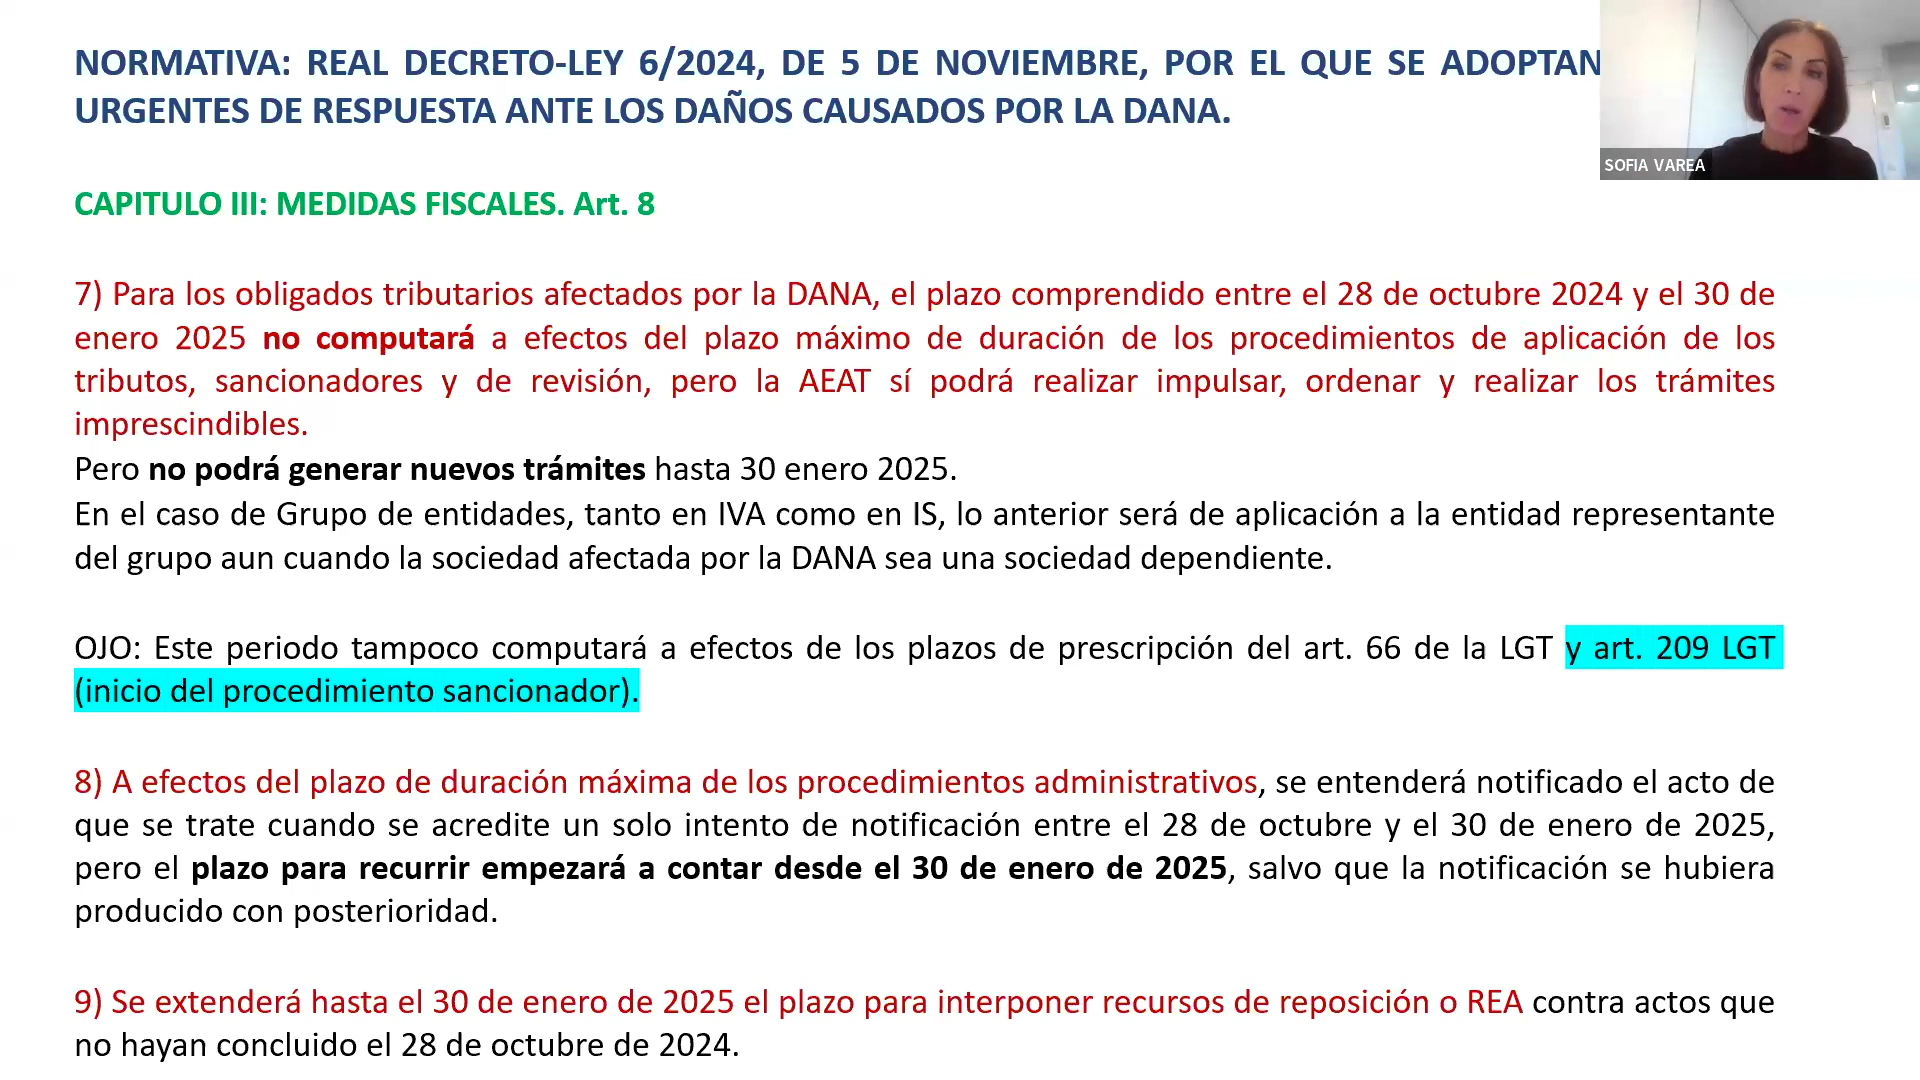 NORMATIVA: REAL DECRETO-LEY 6/2024, DE 5 DE NOVIEMBRE, POR EL QUE SE ADOPTAN
URGENTES DE RESPUESTA ANTE LOS DAÑOS CAUSADOS POR LA DANA.
SOFIA VAREA
CAPITULO III: MEDIDAS FISCALES. Art. 8
7) Para los obligados tributarios afectados por la DANA, el plazo comprendido entre el 28 de octubre 2024 y el 30 de
enero 2025 no computará a efectos del plazo máximo de duración de los procedimientos de aplicación de los
tributos, sancionadores y de revisión, pero la AEAT sí podrá realizar impulsar, ordenar y realizar los trámites
imprescindibles.
Pero no podrá generar nuevos trámites hasta 30 enero 2025.
En el caso de Grupo de entidades, tanto en IVA como en IS, lo anterior será de aplicación a la entidad representante
del grupo aun cuando la sociedad afectada por la DANA sea una sociedad dependiente.
OJO: Este periodo tampoco computará a efectos de los plazos de prescripción del art. 66 de la LGT y art. 209 LGT
(inicio del procedimiento sancionador).
8) A efectos del plazo de duración máxima de los procedimientos administrativos, se entenderá notificado el acto de
que se trate cuando se acredite un solo intento de notificación entre el 28 de octubre y el 30 de enero de 2025,
pero el plazo para recurrir empezará a contar desde el 30 de enero de 2025, salvo que la notificación se hubiera
producido con posterioridad.
9) Se extenderá hasta el 30 de enero de 2025 el plazo para interponer recursos de reposición o REA contra actos que
no hayan concluido el 28 de octubre de 2024.